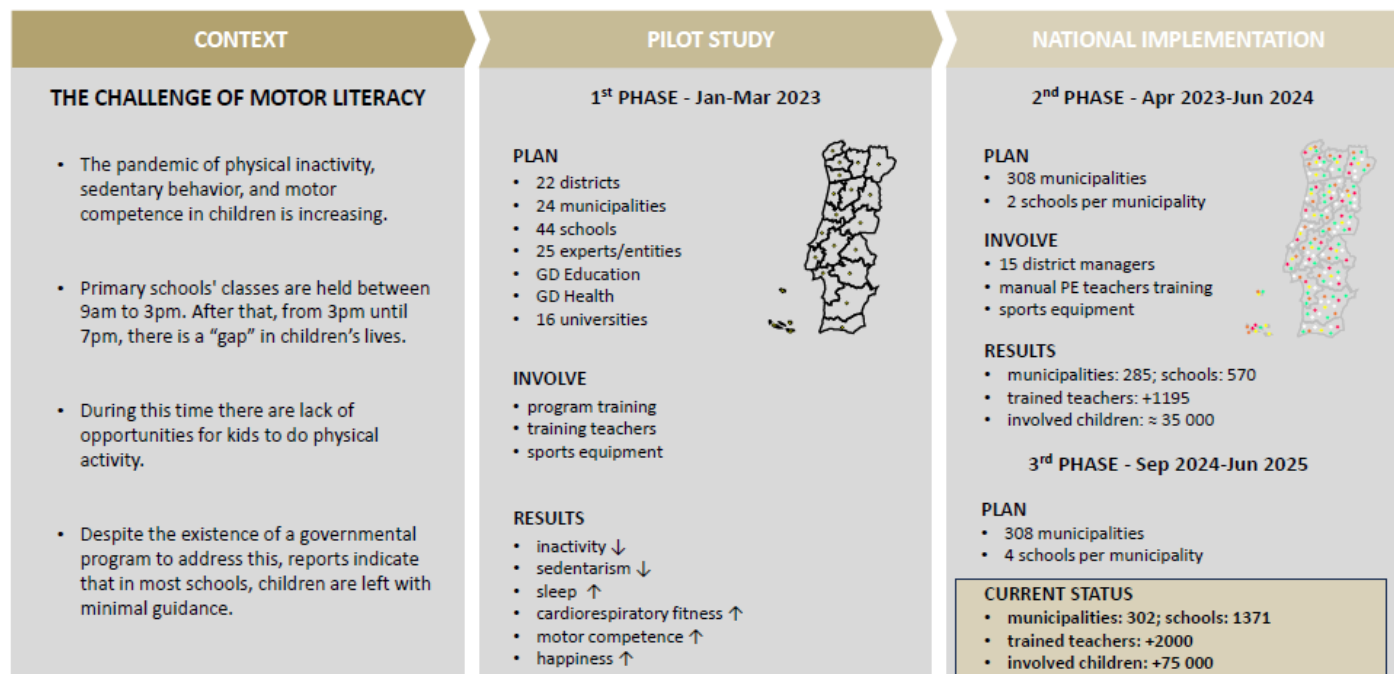 CONTEXT
THE CHALLENGE OF MOTOR LITERACY
• The pandemic of physical inactivity,
sedentary behavior, and motor
competence in children is increasing.
• Primary schools' classes are held between
9am to 3pm. After that, from 3pm until
7pm, there is a “gap” in children’s lives.
• During this time there are lack of
opportunities for kids to do physical
activity.
• Despite the existence of a governmental
program to address this, reports indicate
that in most schools, children are left with
minimal guidance.
PILOT STUDY
1st PHASE - Jan-Mar 2023
PLAN
• 22 districts
• 24 municipalities
• 44 schools
• 25 experts/entities
• GD Education
• GD Health
• 16 universities
INVOLVE
• program training
• training teachers
• sports equipment
RESULTS
• inactivity ↓
• sedentarism ↓
• sleep ↑
• cardiorespiratory fitness ↑
• motor competence ↑
• happiness ↑
NATIONAL IMPLEMENTATION
2nd PHASE - Apr 2023-Jun 2024
PLAN
• 308 municipalities
• 2 schools per municipality
INVOLVE
• 15 district managers
• manual PE teachers training
• sports equipment
RESULTS
• municipalities: 285; schools: 570
• trained teachers: +1195
• involved children: ≈ 35 000
3rd PHASE - Sep 2024-Jun 2025
PLAN
• 308 municipalities
• 4 schools per municipality
CURRENT STATUS
• municipalities: 302; schools: 1371
• trained teachers: +2000
• involved children: +75 000